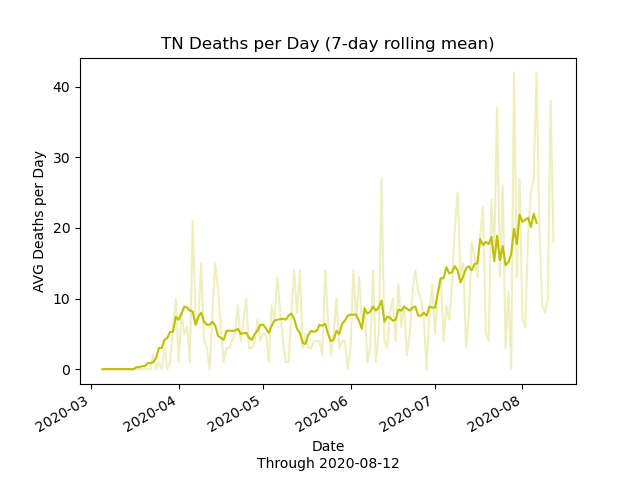 TN Deaths per Day (7-day rolling mean)
AVG Deaths per Day
40
30
20
10
0
2020-03
2020-04
2020-05
2020-06
2020-07
2020-08
Date
Through 2020-08-12